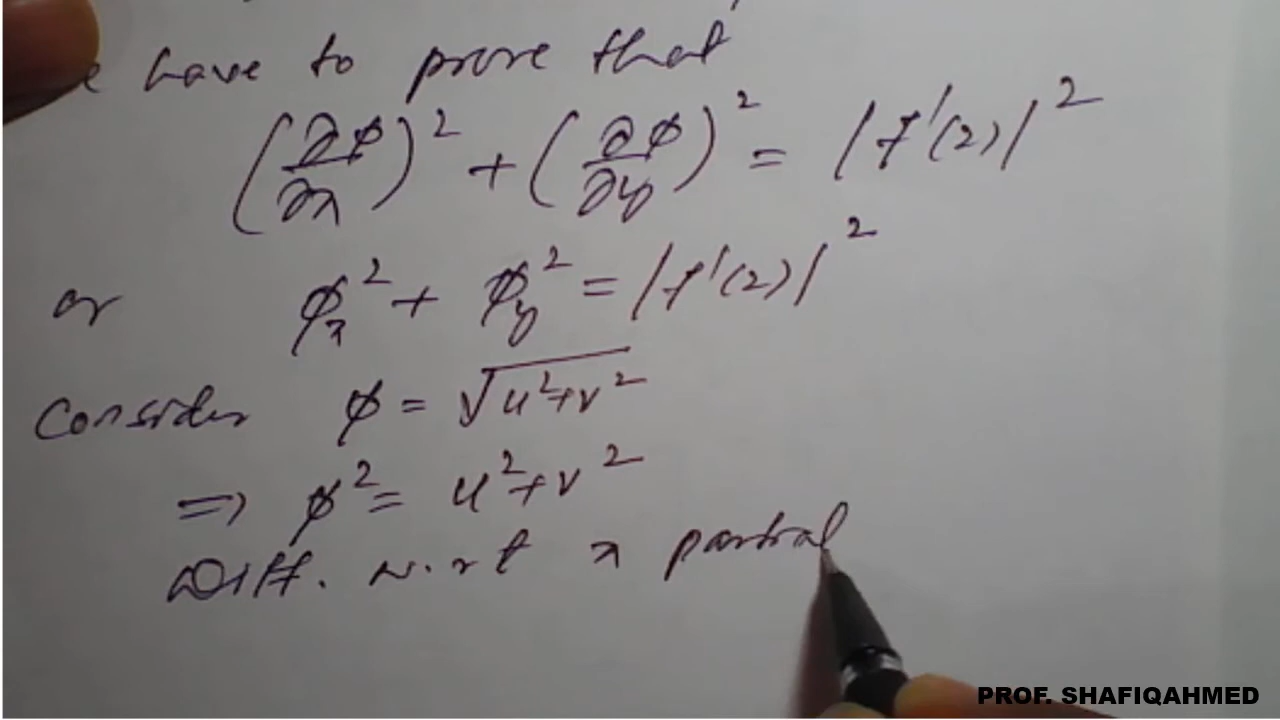 e have to prove that
(∂φ/∂x)² + (∂φ/∂y)² = |f'(z)|²
or φx² + φy² = |f'(z)|²
Consider φ = √u²+v²
⇒ φ² = u²+v²
Diff. w.r.t x partial
PROF. SHAFIQAHMED